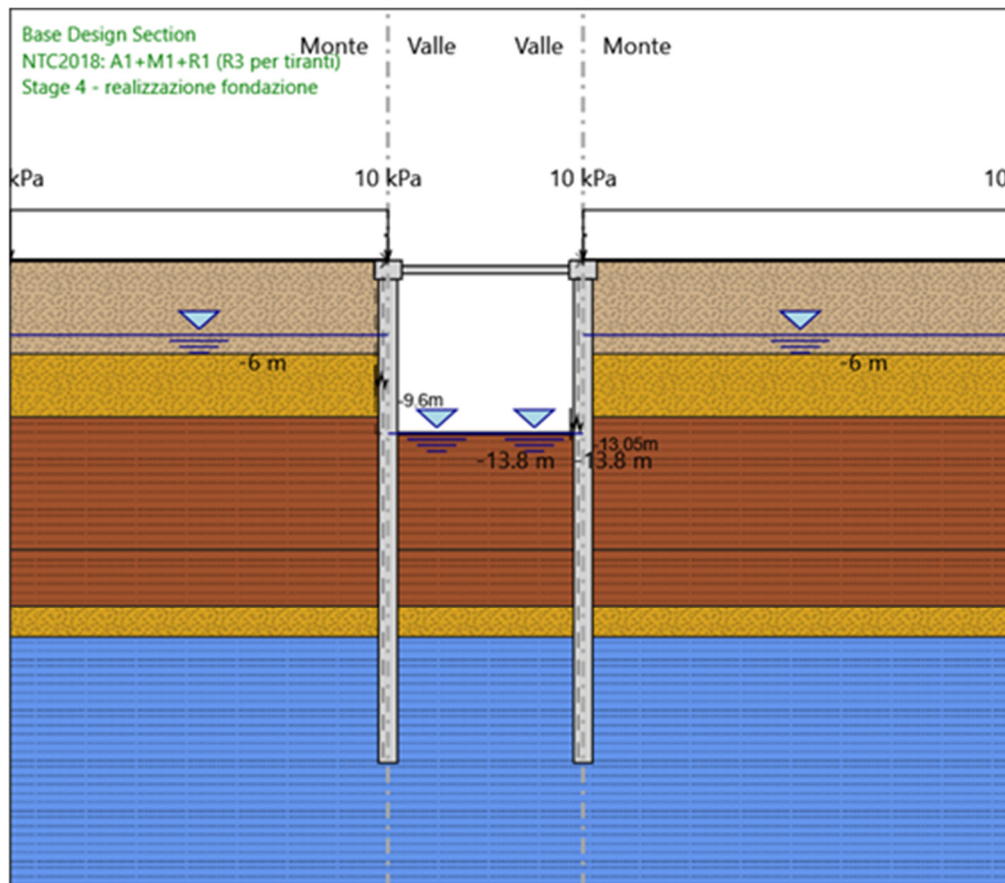 Base Design Section
Monte Valle Valle Monte
NTC2018: A1+M1+R1 (R3 per tiranti)
Stage 4 - realizzazione fondazione
kPa 10 kPa 10 kPa 10
-6 m -6 m
-9.6m
-13.05m
-13.8 m -13.8 m